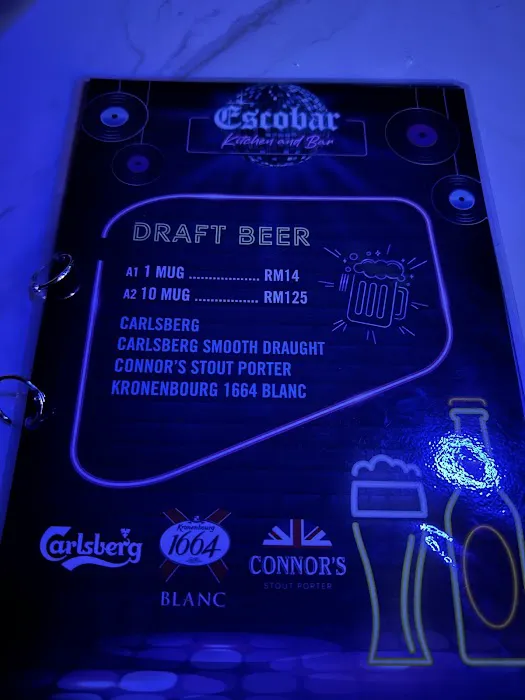 Escobar
Kitchen and Bar
DRAFT BEER
A1 1 MUG ..................... RM14
A2 10 MUG ................... RM125
CARLSBERG
CARLSBERG SMOOTH DRAUGHT
CONNOR'S STOUT PORTER
KRONENBOURG 1664 BLANC
Carlsberg
Kronenbourg
1664
BLANC
CONNOR'S
STOUT PORTER